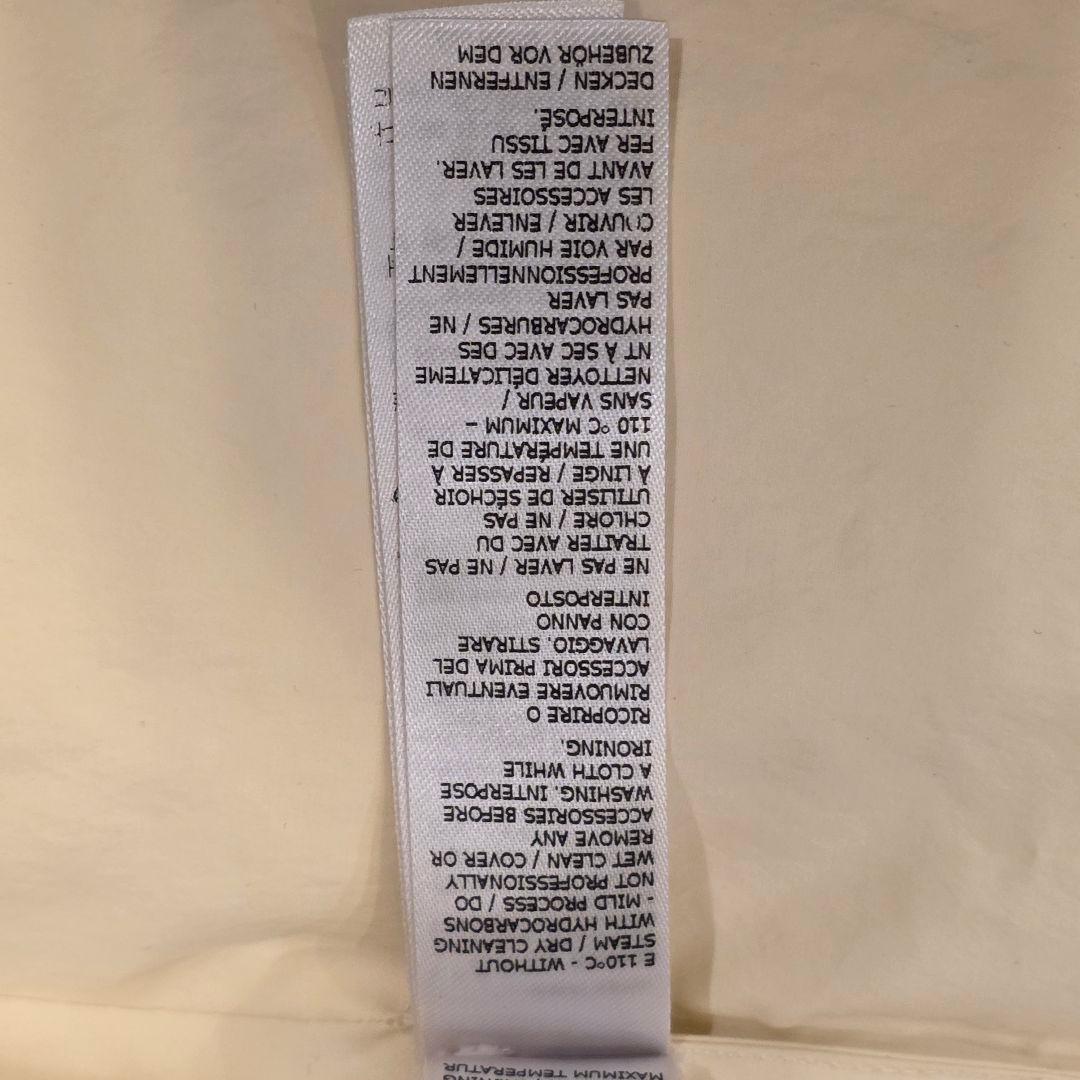 MAXIMUM TEMPERATUR
E 110°C - WITHOUT
STEAM / DRY CLEANING
WITH HYDROCARBONS
- MILD PROCESS / DO
NOT PROFESSIONALLY
WET CLEAN / COVER OR
REMOVE ANY
ACCESSORIES BEFORE
WASHING. INTERPOSE
A CLOTH WHILE
IRONING.
RICOPRIRE O
RIMUOVERE EVENTUALI
ACCESSORI PRIMA DEL
LAVAGGIO. STIRARE
CON PANNO
INTERPOSTO
NE PAS LAVER / NE PAS
TRAITER AVEC DU
CHLORE / NE PAS
UTILISER DE SÉCHOIR
À LINGE / REPASSER À
UNE TEMPÉRATURE DE
110 °C MAXIMUM –
SANS VAPEUR /
NETTOYER DÉLICATEME
NT À SEC AVEC DES
HYDROCARBURES / NE
PAS LAVER
PROFESSIONNELLEMENT
PAR VOIE HUMIDE /
COUVRIR / ENLEVER
LES ACCESSOIRES
AVANT DE LES LAVER.
FER AVEC TISSU
INTERPOSÉ.
DECKEN / ENTFERNEN
ZUBEHÖR VOR DEM